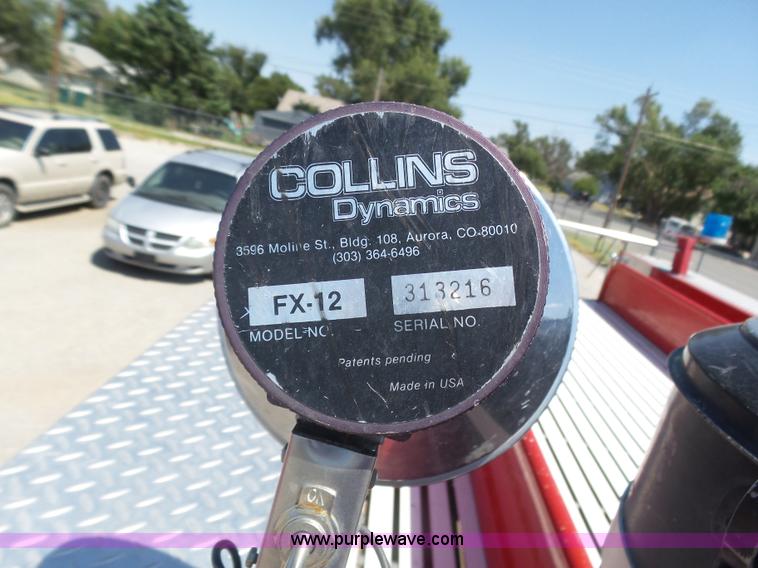 COLLINS
Dynamics
3596 Moline St., Bldg. 108, Aurora, CO 80010
(303) 364-6496
FX-12 313216
MODEL NO. SERIAL NO.
Patents pending
Made in USA
www.purplewave.com